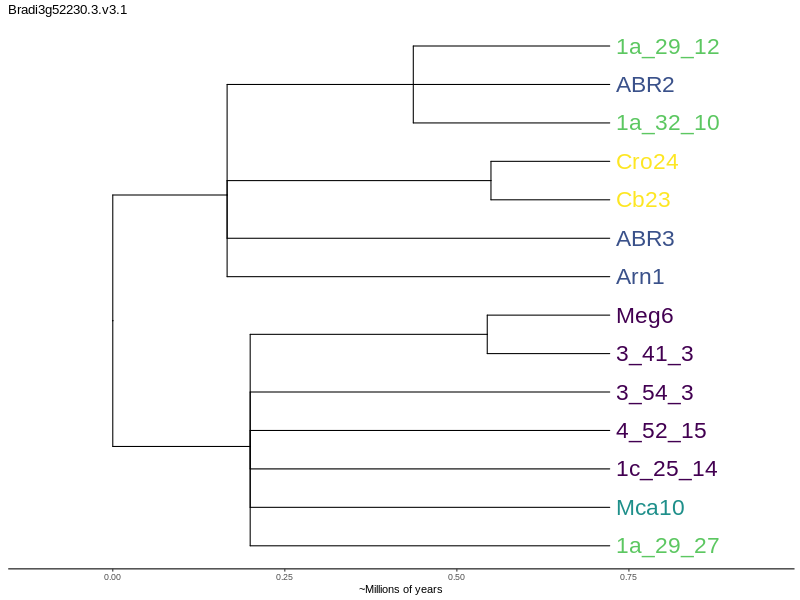 Bradi3g52230.3.v3.1
1a_29_12
ABR2
1a_32_10
Cro24
Cb23
ABR3
Arn1
Meg6
3_41_3
3_54_3
4_52_15
1c_25_14
Mca10
1a_29_27
0.00 0.25 0.50 0.75
~Millions of years